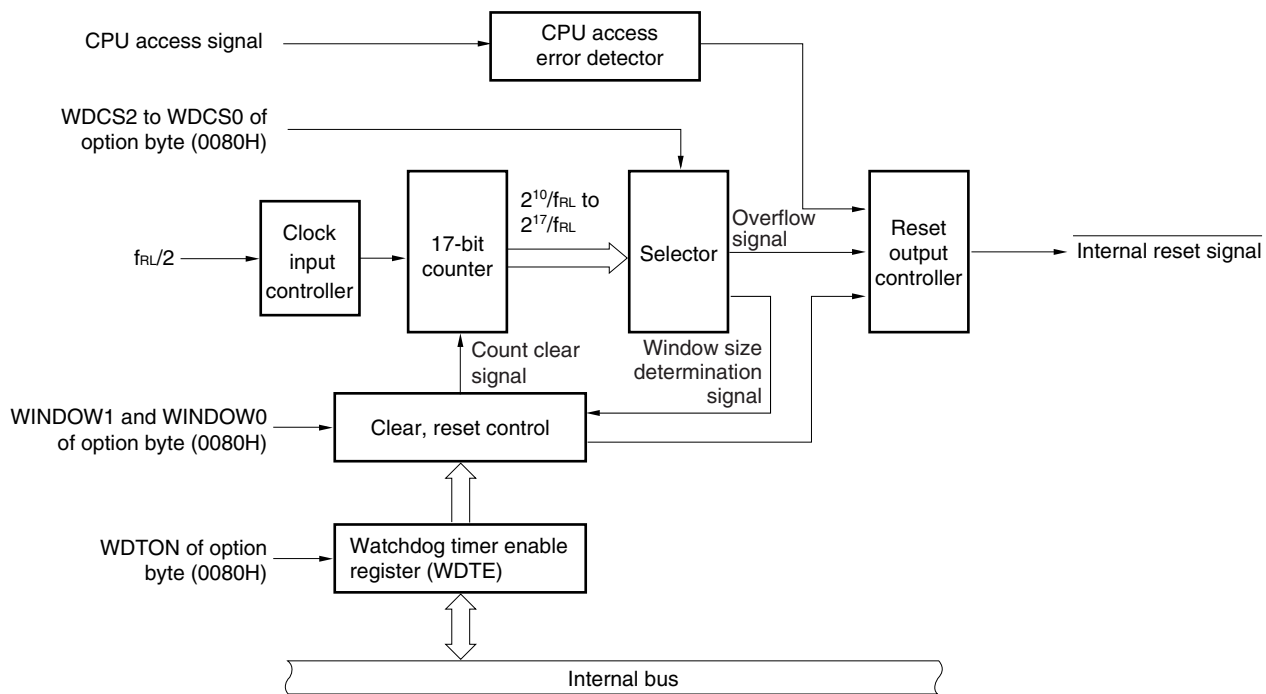 CPU access signal
CPU access
error detector
WDCS2 to WDCS0 of
option byte (0080H)
fRL/2
Clock
input
controller
17-bit
counter
2¹⁰/fRL to
2¹⁷/fRL
Selector
Overflow
signal
Reset
output
controller
Internal reset signal
Count clear
signal
Window size
determination
signal
WINDOW1 and WINDOW0
of option byte (0080H)
Clear, reset control
WDTON of option
byte (0080H)
Watchdog timer enable
register (WDTE)
Internal bus